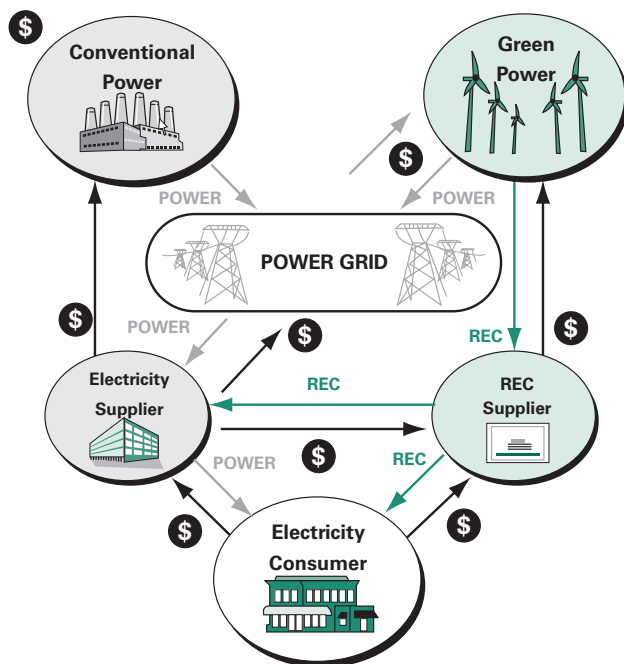 $
Conventional
Power
Green
Power
$
POWER
POWER
POWER GRID
$
POWER
$
$
REC
Electricity
Supplier
REC
REC
Supplier
$
POWER
REC
$
$
Electricity
Consumer